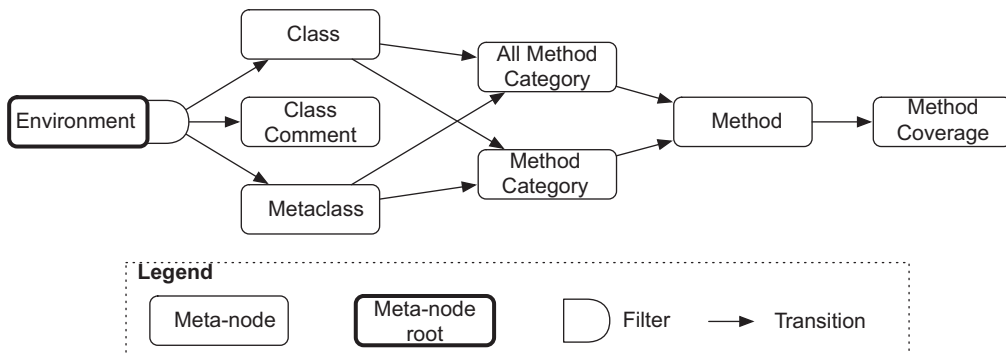 Class
All Method
Category
Environment
Class
Comment
Method
Method
Coverage
Method
Category
Metaclass
Legend
Meta-node
Meta-node
root
Filter
Transition